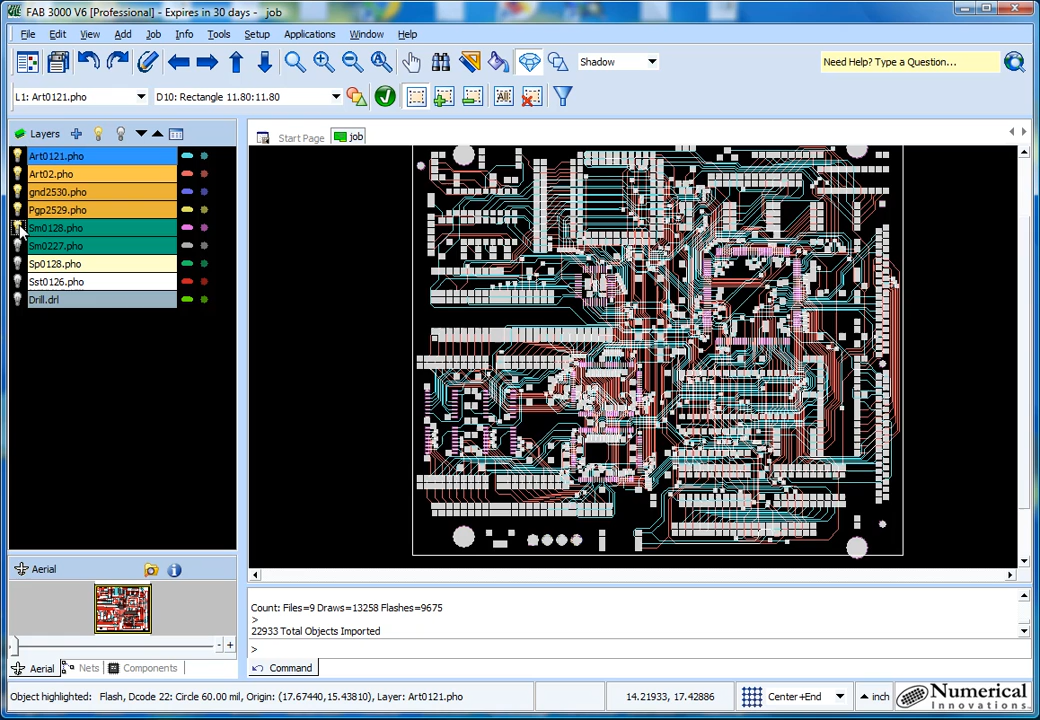 FAB 3000 V6 [Professional] - Expires in 30 days - job
File Edit View Add Job Info Tools Setup Applications Window Help
Shadow
Need Help? Type a Question...
L1: Art0121.pho
D10: Rectangle 11.80:11.80
All
Layers
Start Page
job
Art0121.pho
Art02.pho
gnd2530.pho
Pgp2529.pho
Sm0128.pho
Sm0227.pho
Sp0128.pho
Sst0126.pho
Drill.drl
Aerial
Count: Files=9 Draws=13258 Flashes=9675
>
22933 Total Objects Imported
>
Aerial Nets Components
Command
Object highlighted: Flash, Dcode 22: Circle 60.00 mil, Origin: (17.67440,15.43810), Layer: Art0121.pho
14.21933, 17.42886
Center+End
inch
Numerical
Innovations